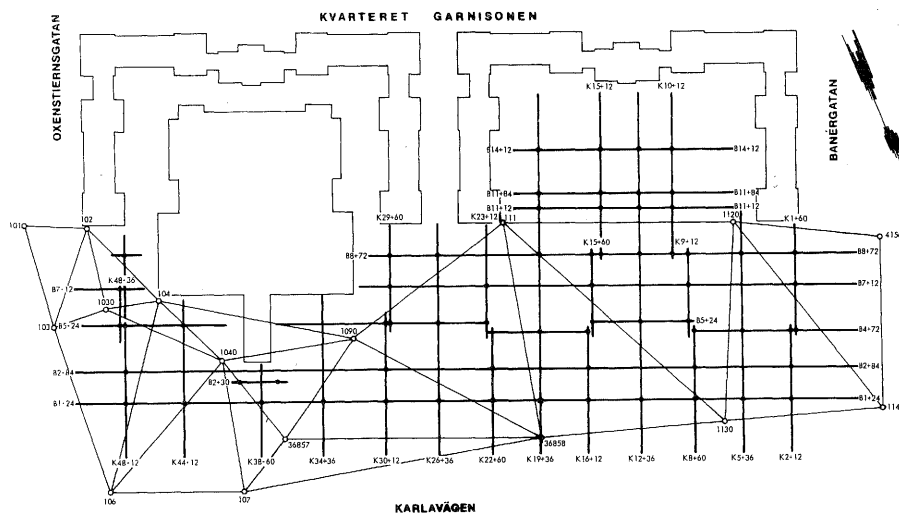 KVARTERET GARNISONEN
OXENSTIERNSGATAN
BANÉRGATAN
K15+12
K10+12
B14+12
B14+12
B11+84
B11+84
B11+12
B11+12
K29+60
K23+12
111
1120
K1+60
101
102
415
K15+60
K9+12
B8+72
B8+72
K48-36
B7-12
B7+12
1030
104
103
B5-24
B5+24
B4+72
1090
1040
B2-84
B2+84
B2+30
B1-24
B1+24
114
1130
36857
36858
K48-12
K44+12
K38-60
K34+36
K30+12
K26+36
K22+60
K19+36
K16+12
K12+36
K8+60
K5+36
K2-12
106
107
KARLAVÄGEN